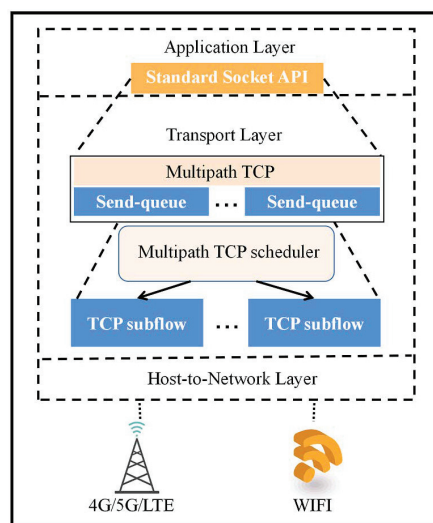 Application Layer
Standard Socket API
Transport Layer
Multipath TCP
Send-queue ... Send-queue
Multipath TCP scheduler
TCP subflow ... TCP subflow
Host-to-Network Layer
4G/5G/LTE WIFI